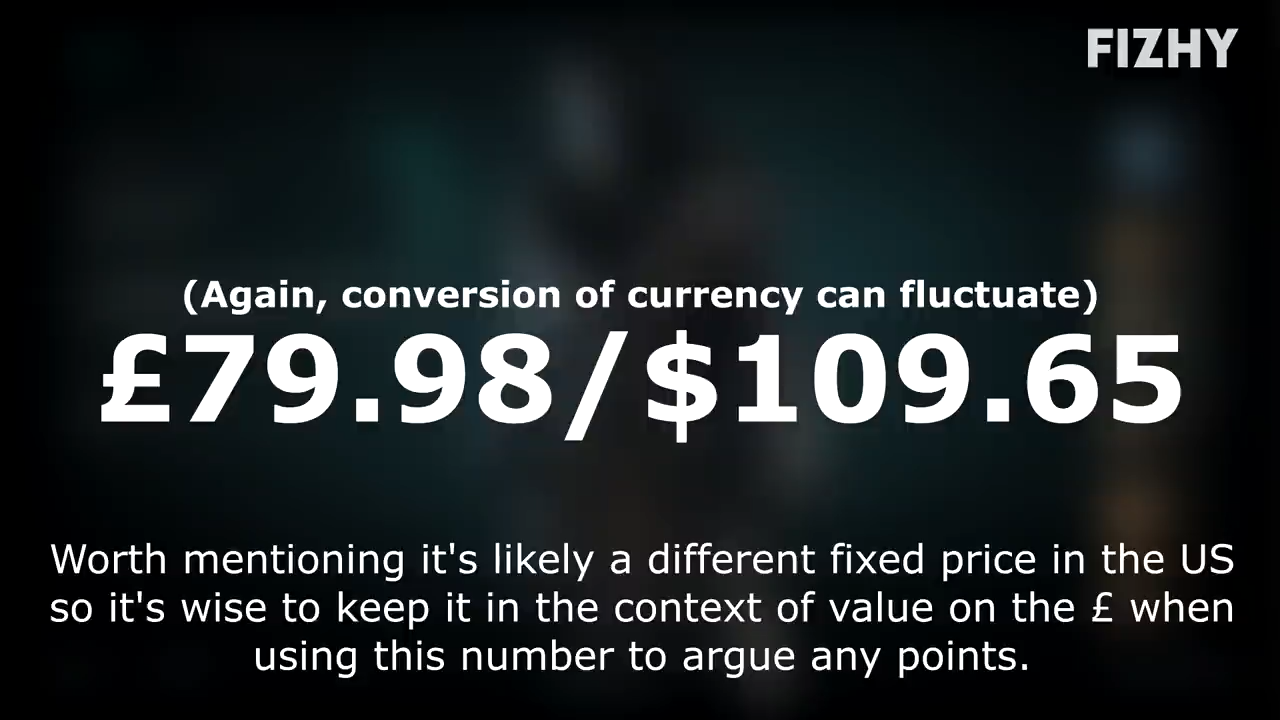 FIZHY
(Again, conversion of currency can fluctuate)
£79.98/$109.65
Worth mentioning it's likely a different fixed price in the US
so it's wise to keep it in the context of value on the £ when
using this number to argue any points.